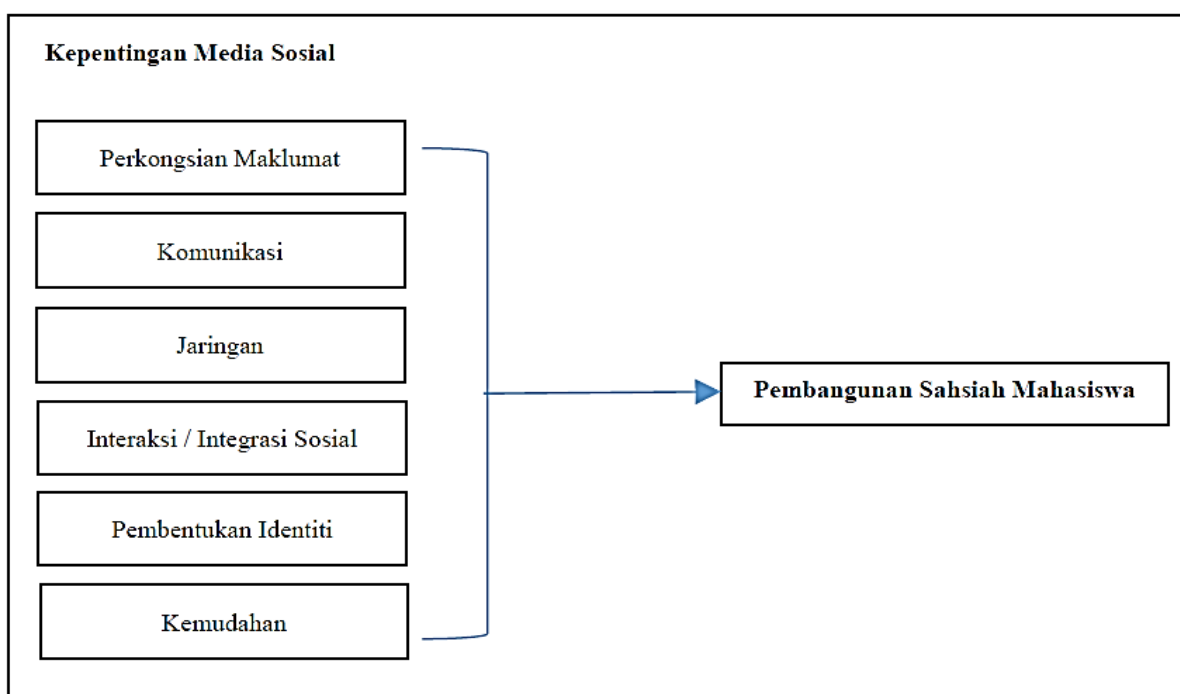 Kepentingan Media Sosial
Perkongsian Maklumat
Komunikasi
Jaringan
Interaksi / Integrasi Sosial
Pembentukan Identiti
Kemudahan
Pembangunan Sahsiah Mahasiswa